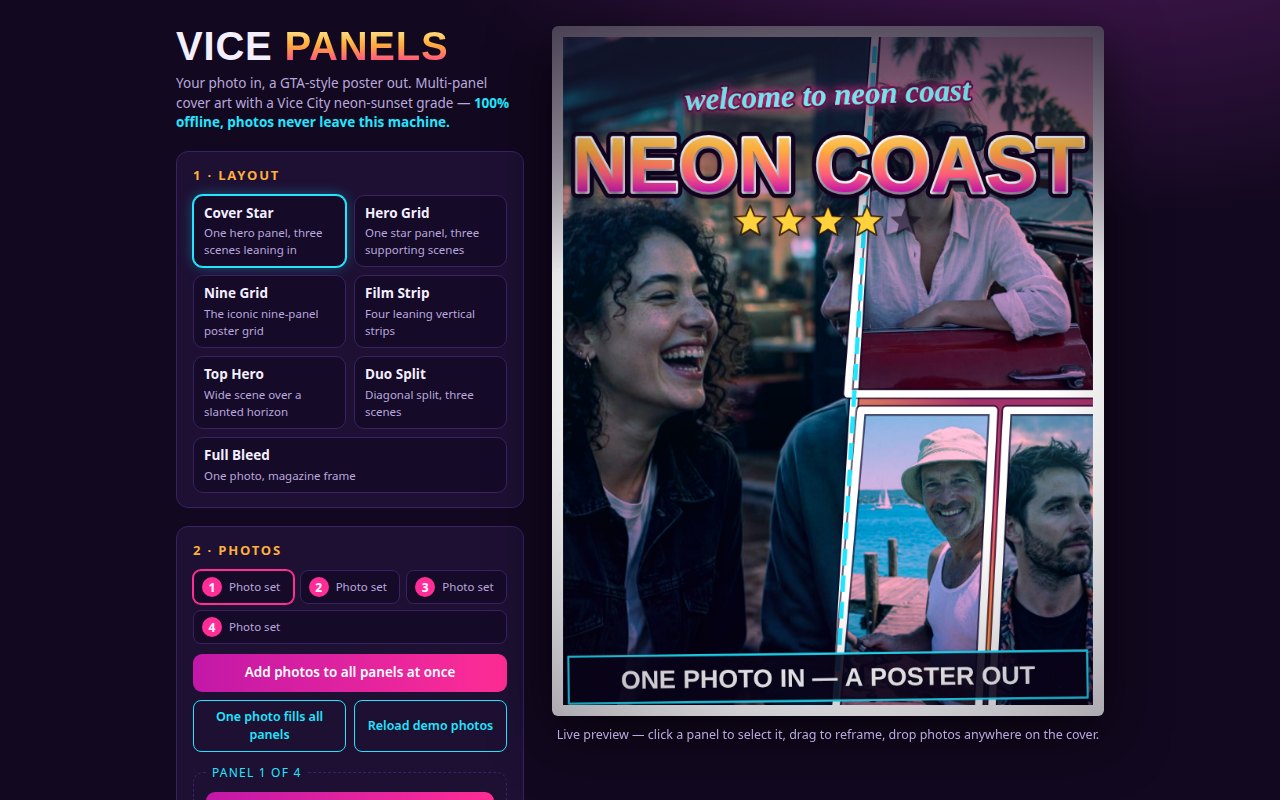 VICE PANELS
Your photo in, a GTA-style poster out. Multi-panel
cover art with a Vice City neon-sunset grade — 100%
offline, photos never leave this machine.
1 · LAYOUT
Cover Star
One hero panel, three
scenes leaning in
Hero Grid
One star panel, three
supporting scenes
Nine Grid
The iconic nine-panel
poster grid
Film Strip
Four leaning vertical
strips
Top Hero
Wide scene over a
slanted horizon
Duo Split
Diagonal split, three
scenes
Full Bleed
One photo, magazine frame
2 · PHOTOS
1 Photo set
2 Photo set
3 Photo set
4 Photo set
Add photos to all panels at once
One photo fills all
panels
Reload demo photos
PANEL 1 OF 4
welcome to neon coast
NEON COAST
ONE PHOTO IN — A POSTER OUT
Live preview — click a panel to select it, drag to reframe, drop photos anywhere on the cover.